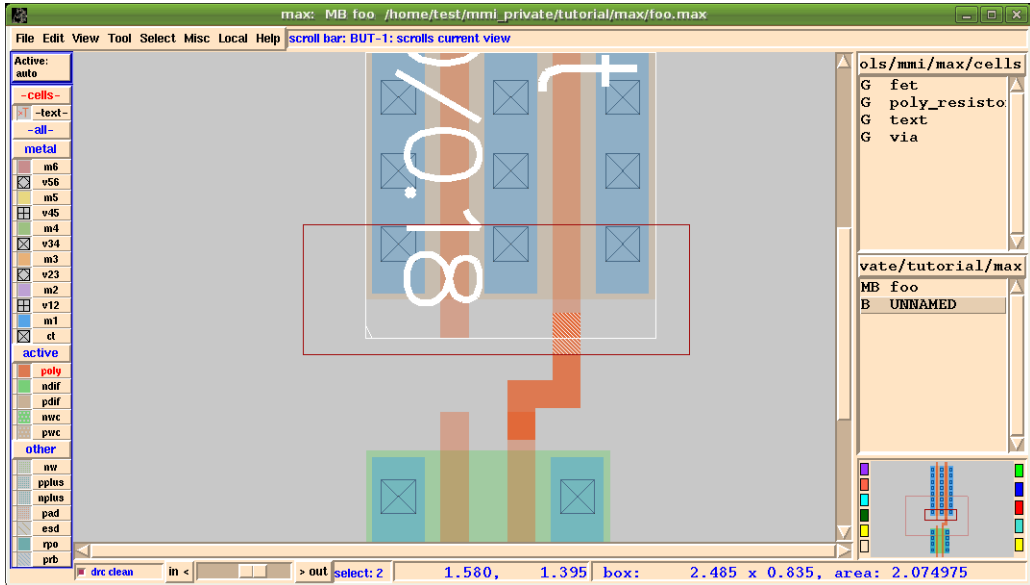 max: MB foo /home/test/mmi_private/tutorial/max/foo.max
File Edit View Tool Select Misc Local Help scroll bar: BUT-1: scrolls current view
Active:
auto
-cells-
>T -text-
-all-
metal
m6
v56
m5
v45
m4
v34
m3
v23
m2
v12
m1
ct
active
poly
ndif
pdif
nwc
pwc
other
nw
pplus
nplus
pad
esd
rpo
prb
81.0/
t
ols/mmi/max/cells
G fet
G poly_resisto
G text
G via
vate/tutorial/max
MB foo
B UNNAMED
drc clean in < > out select: 2 1.580, 1.395 box: 2.485 x 0.835, area: 2.074975